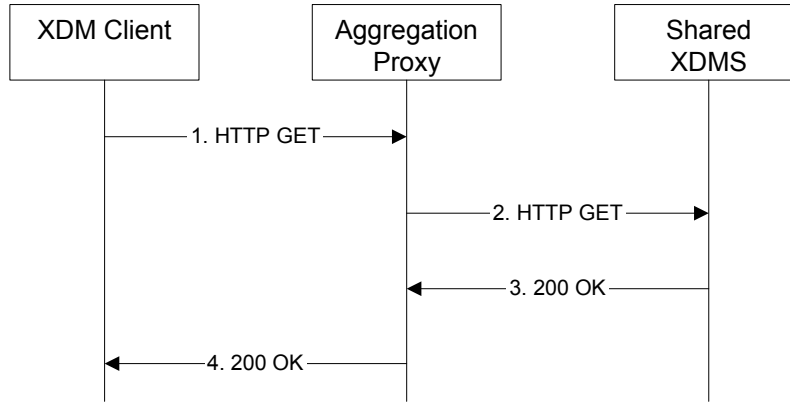 XDM Client
Aggregation
Proxy
Shared
XDMS
1. HTTP GET
2. HTTP GET
3. 200 OK
4. 200 OK